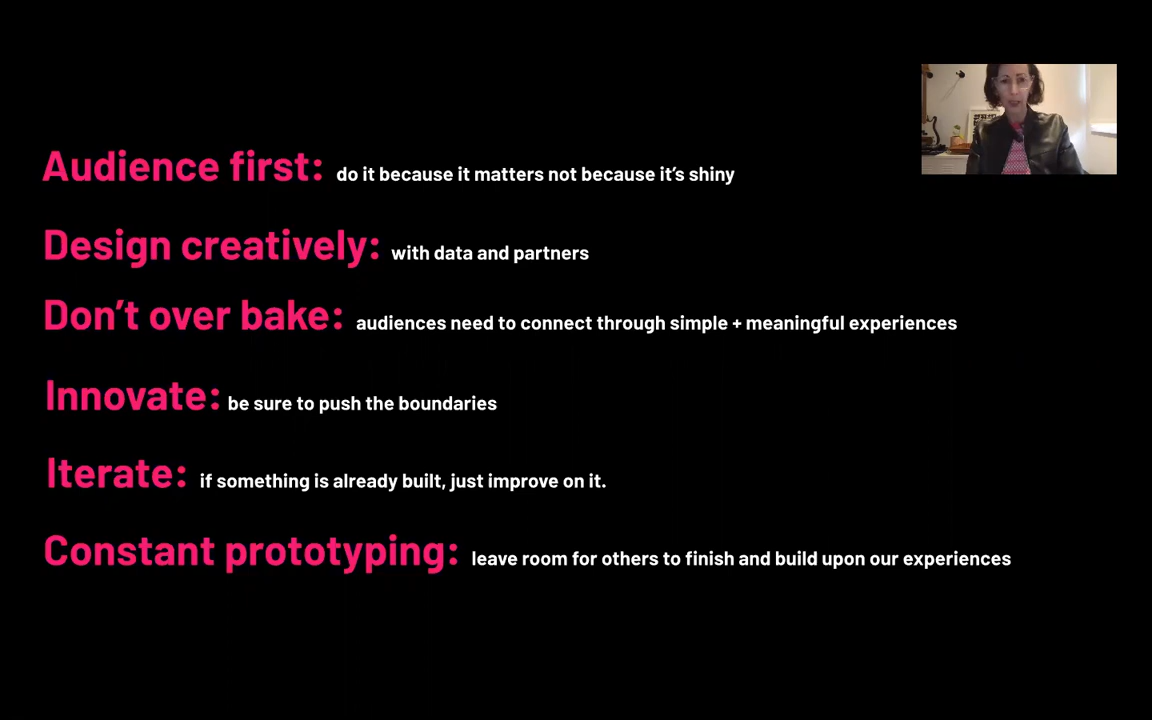 Audience first: do it because it matters not because it’s shiny
Design creatively: with data and partners
Don’t over bake: audiences need to connect through simple + meaningful experiences
Innovate: be sure to push the boundaries
Iterate: if something is already built, just improve on it.
Constant prototyping: leave room for others to finish and build upon our experiences